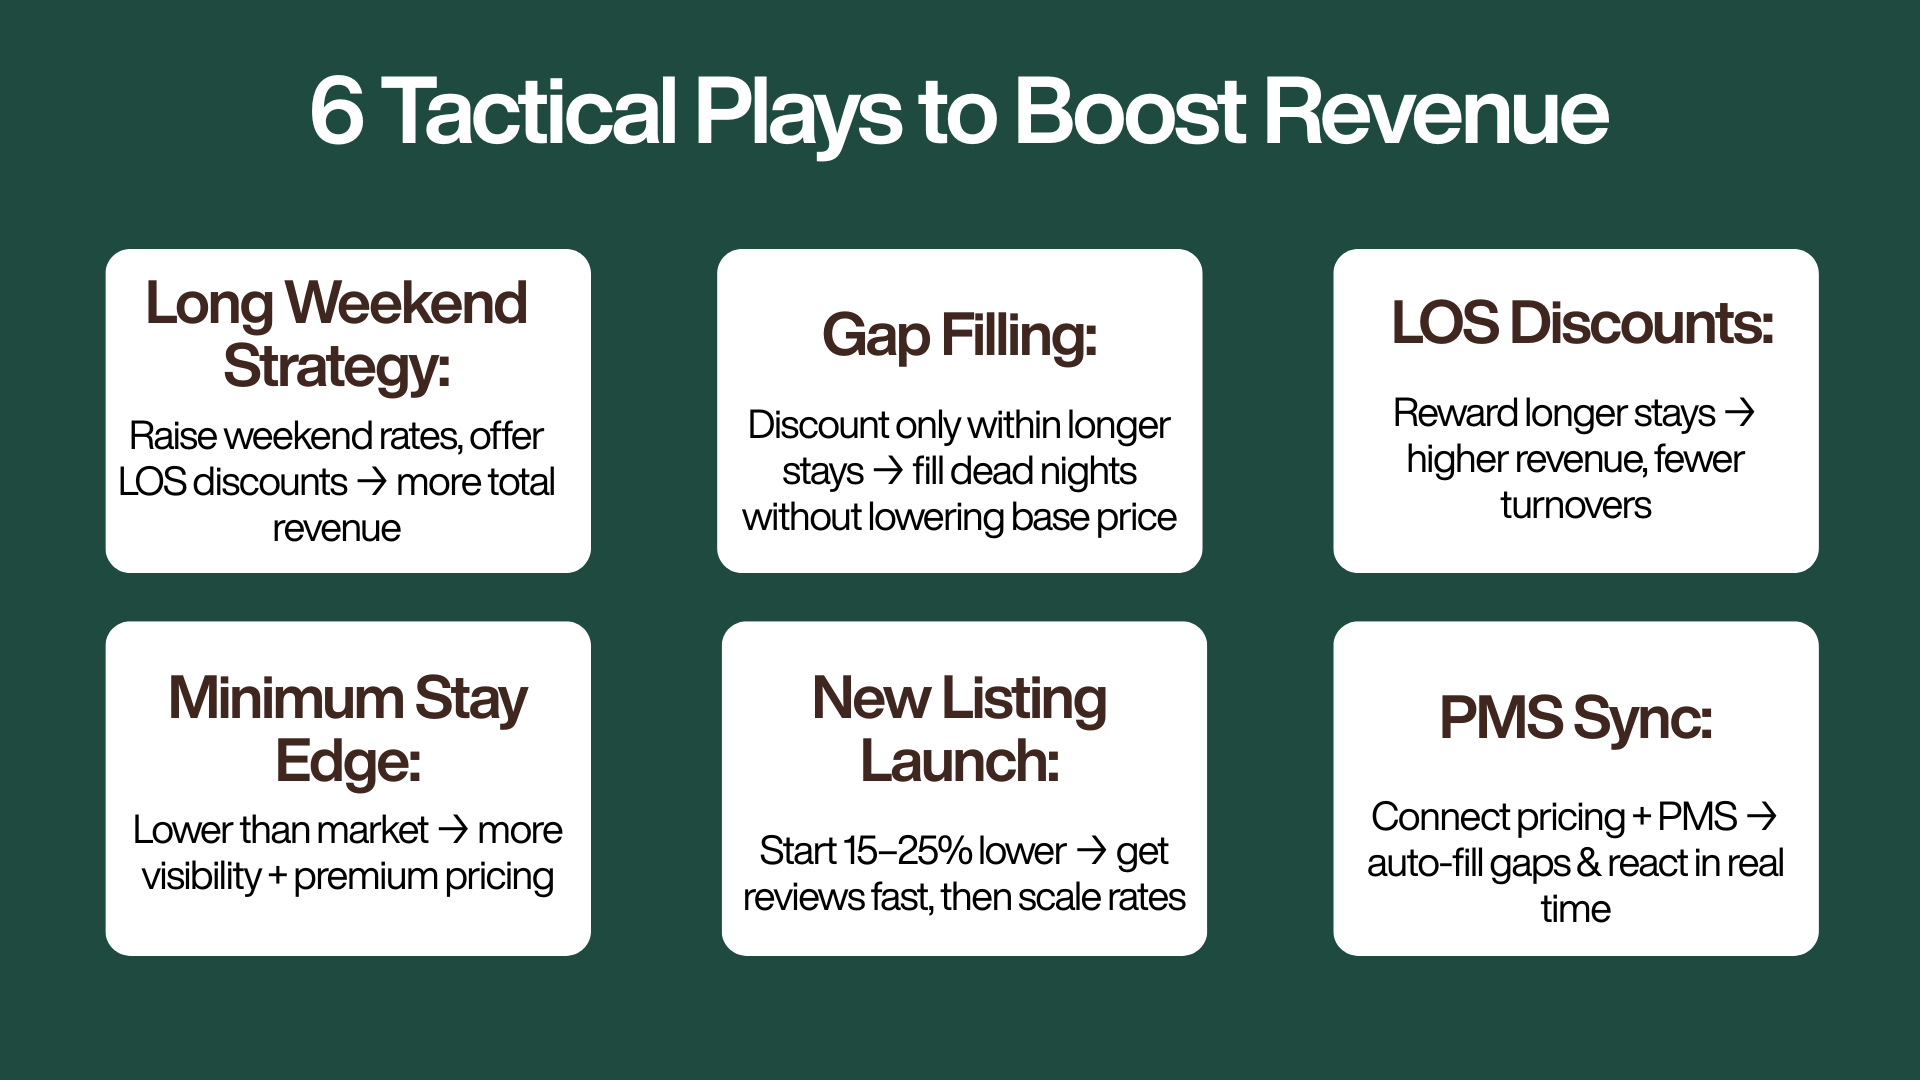 6 Tactical Plays to Boost Revenue
Long Weekend
Strategy:
Raise weekend rates, offer
LOS discounts → more total
revenue
Gap Filling:
Discount only within longer
stays → fill dead nights
without lowering base price
LOS Discounts:
Reward longer stays →
higher revenue, fewer
turnovers
Minimum Stay
Edge:
Lower than market → more
visibility + premium pricing
New Listing
Launch:
Start 15–25% lower → get
reviews fast, then scale rates
PMS Sync:
Connect pricing + PMS →
auto-fill gaps & react in real
time